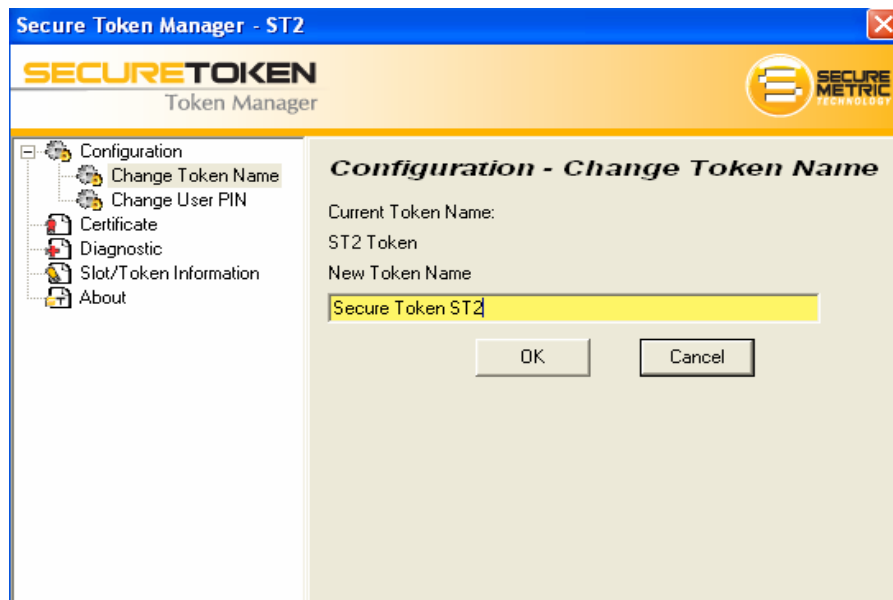 Secure Token Manager - ST2
SECURETOKEN
Token Manager
SECURE
METRIC
TECHNOLOGY
Configuration
Change Token Name
Change User PIN
Certificate
Diagnostic
Slot/Token Information
About
Configuration - Change Token Name
Current Token Name:
ST2 Token
New Token Name
Secure Token ST2
OK
Cancel